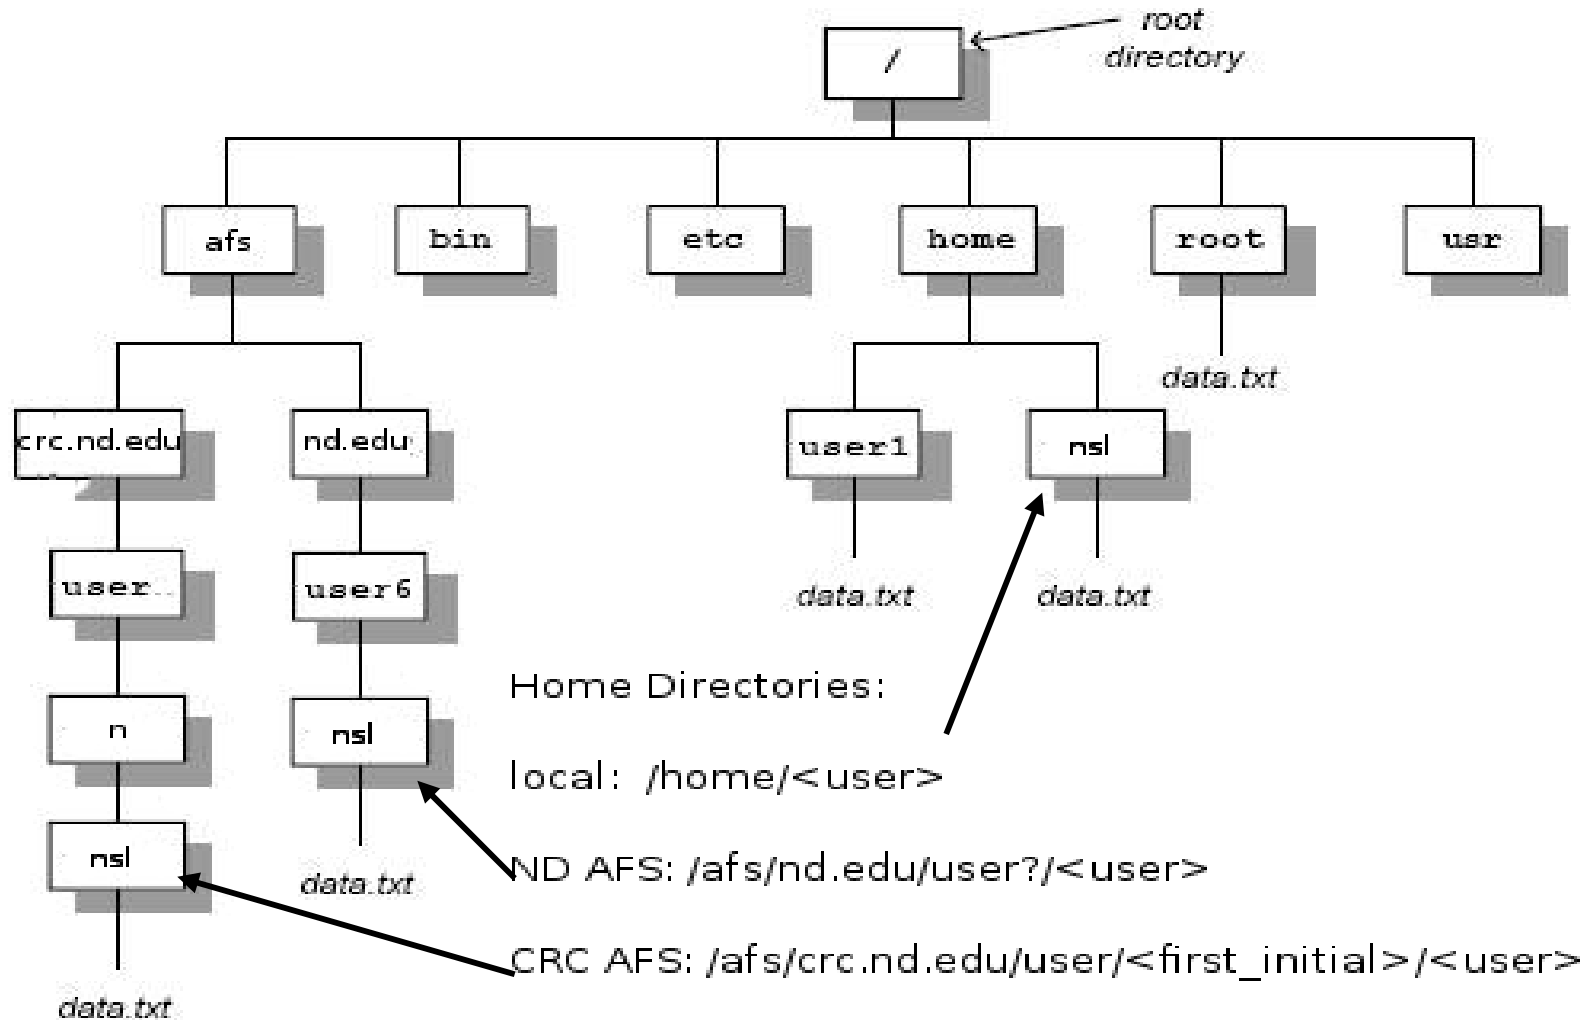 root
directory
/
afs
bin
etc
home
root
usr
data.txt
crc.nd.edu
nd.edu
user1
nsl
user
user6
data.txt
data.txt
n
nsl
Home Directories:
local: /home/<user>
nsl
data.txt
ND AFS: /afs/nd.edu/user?/<user>
CRC AFS: /afs/crc.nd.edu/user/<first_initial>/<user>
data.txt